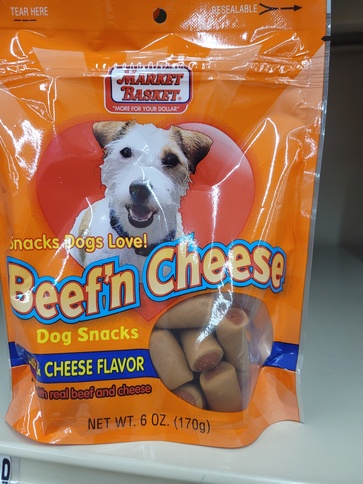 TEAR HERE
RESEALABLE
MARKET
BASKET
"MORE FOR YOUR DOLLAR"
Snacks Dogs Love!
Beef'n Cheese
Dog Snacks
& CHEESE FLAVOR
real beef and cheese
NET WT. 6 OZ. (170g)